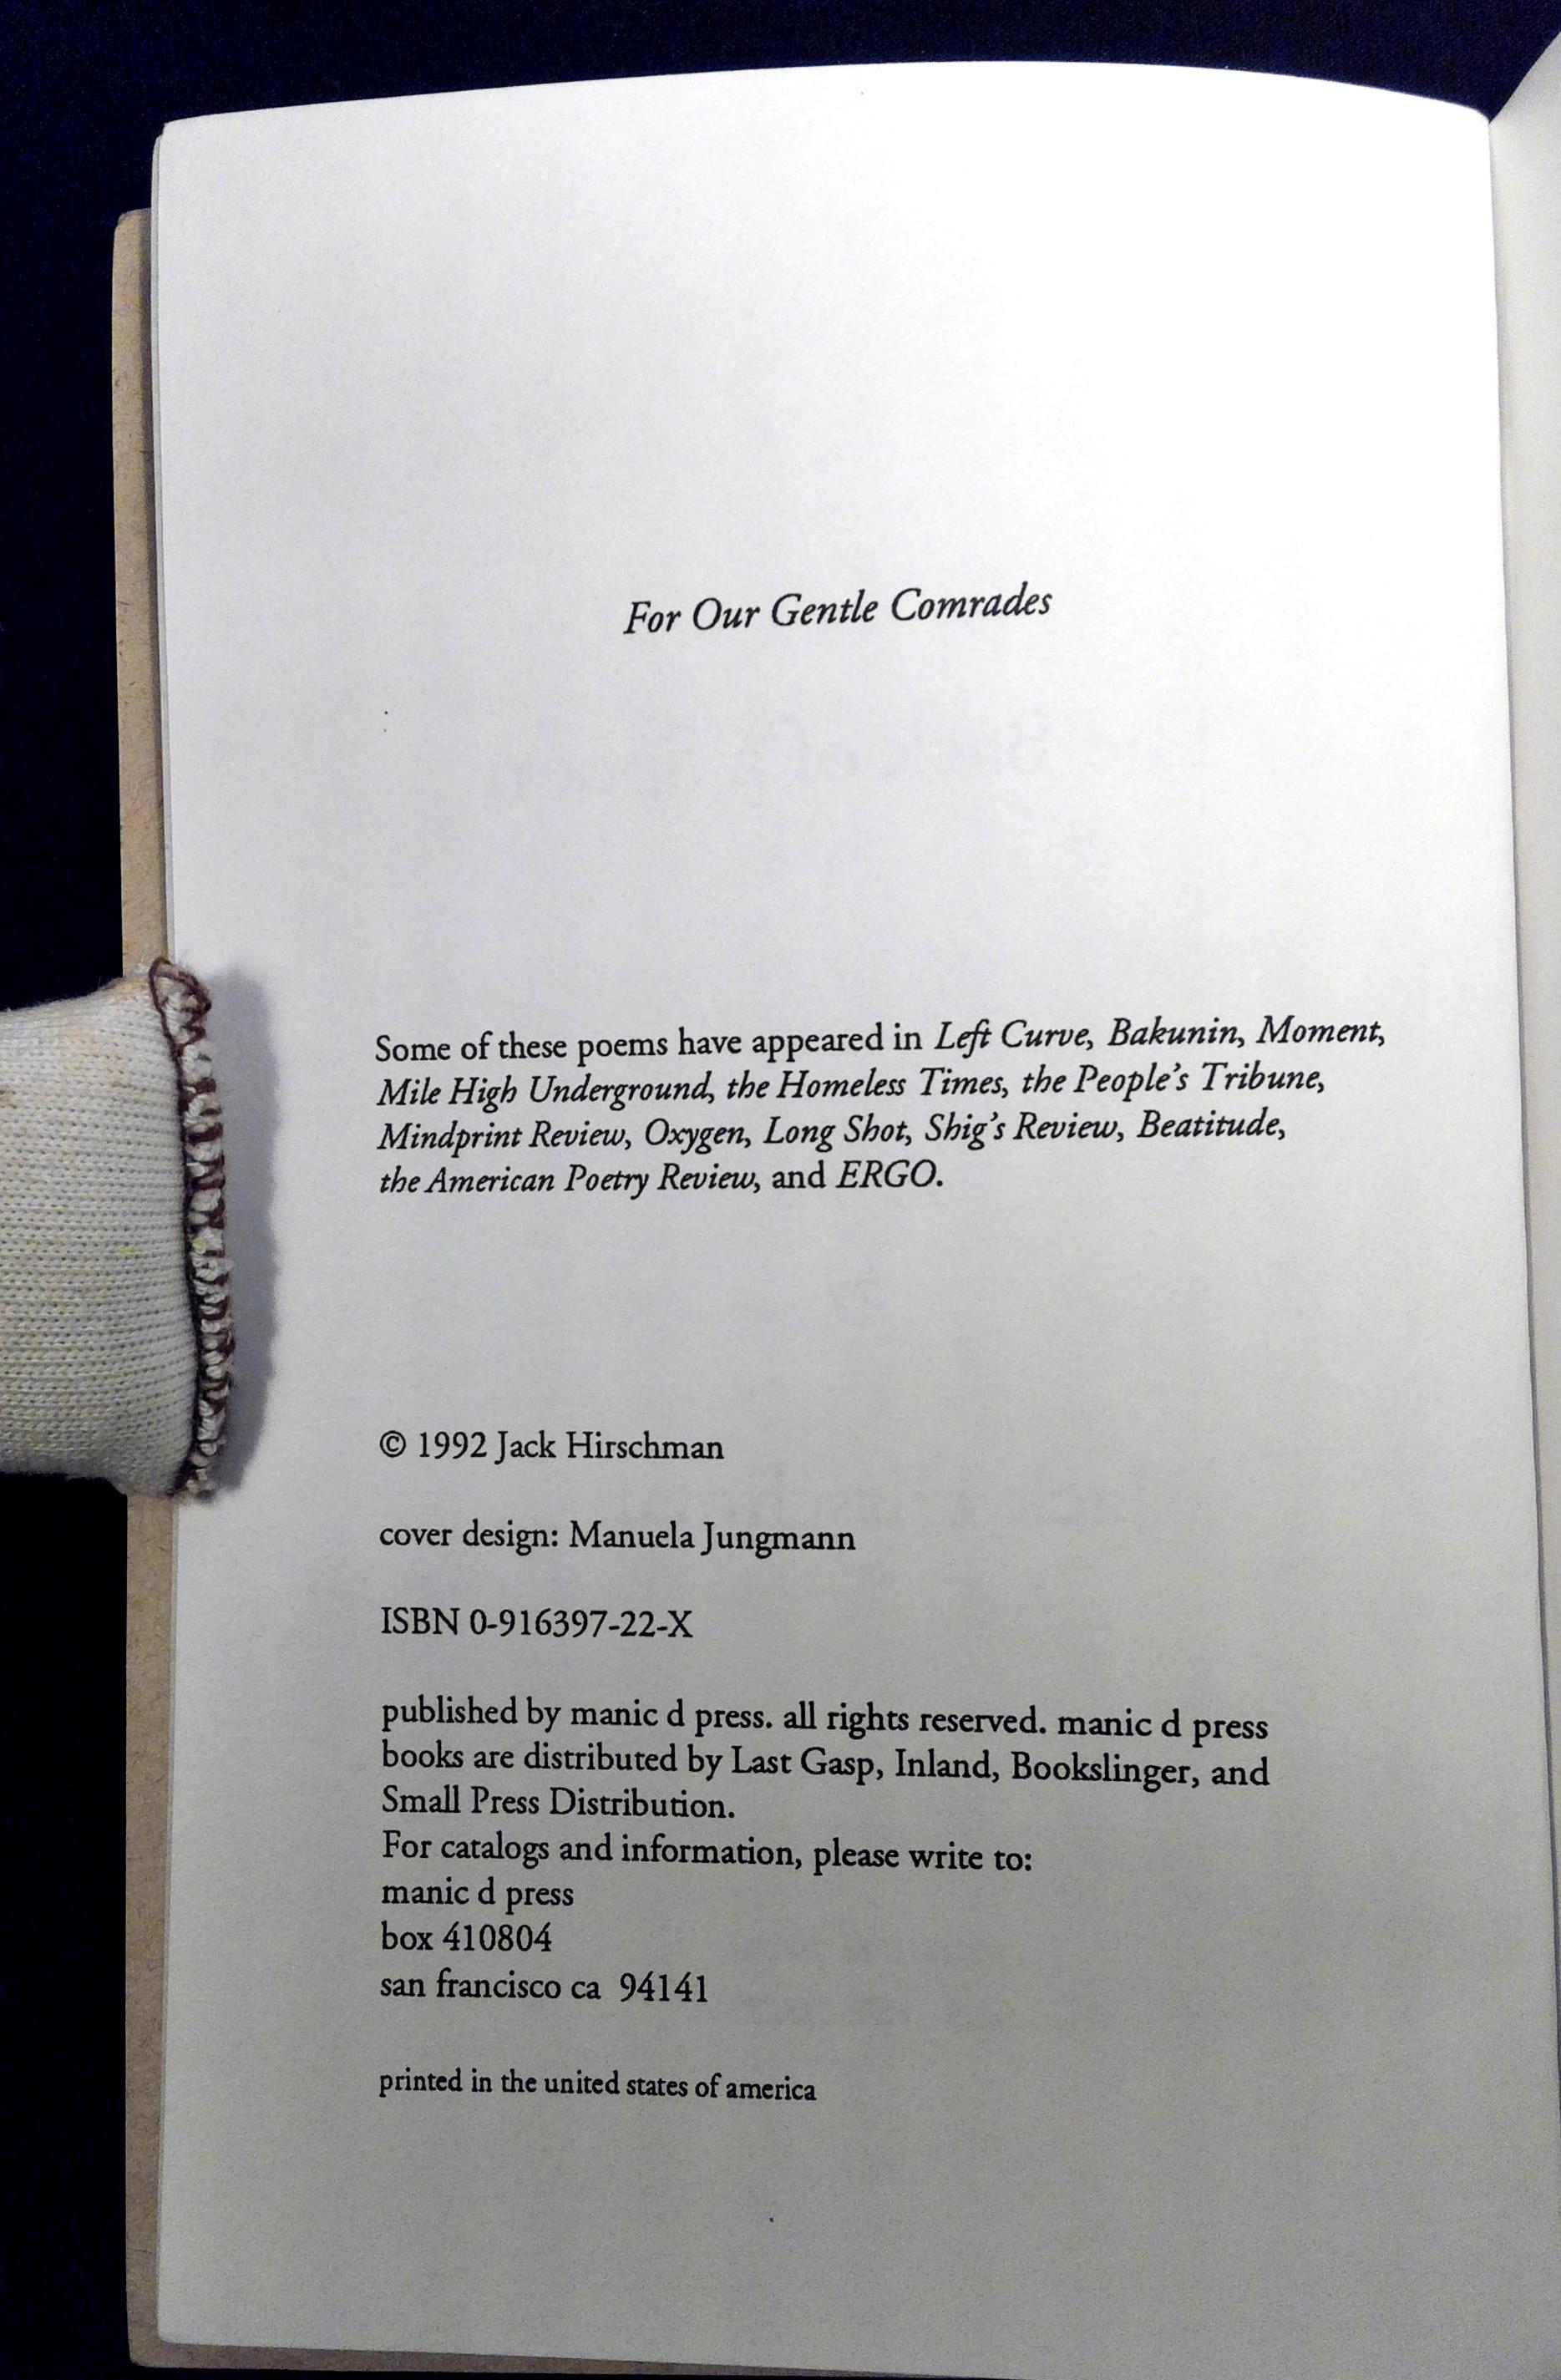 For Our Gentle Comrades
Some of these poems have appeared in Left Curve, Bakunin, Moment,
Mile High Underground, the Homeless Times, the People's Tribune,
Mindprint Review, Oxygen, Long Shot, Shig's Review, Beatitude,
the American Poetry Review, and ERGO.
© 1992 Jack Hirschman
cover design: Manuela Jungmann
ISBN 0-916397-22-X
published by manic d press. all rights reserved. manic d press
books are distributed by Last Gasp, Inland, Bookslinger, and
Small Press Distribution.
For catalogs and information, please write to:
manic d press
box 410804
san francisco ca  94141
printed in the united states of america